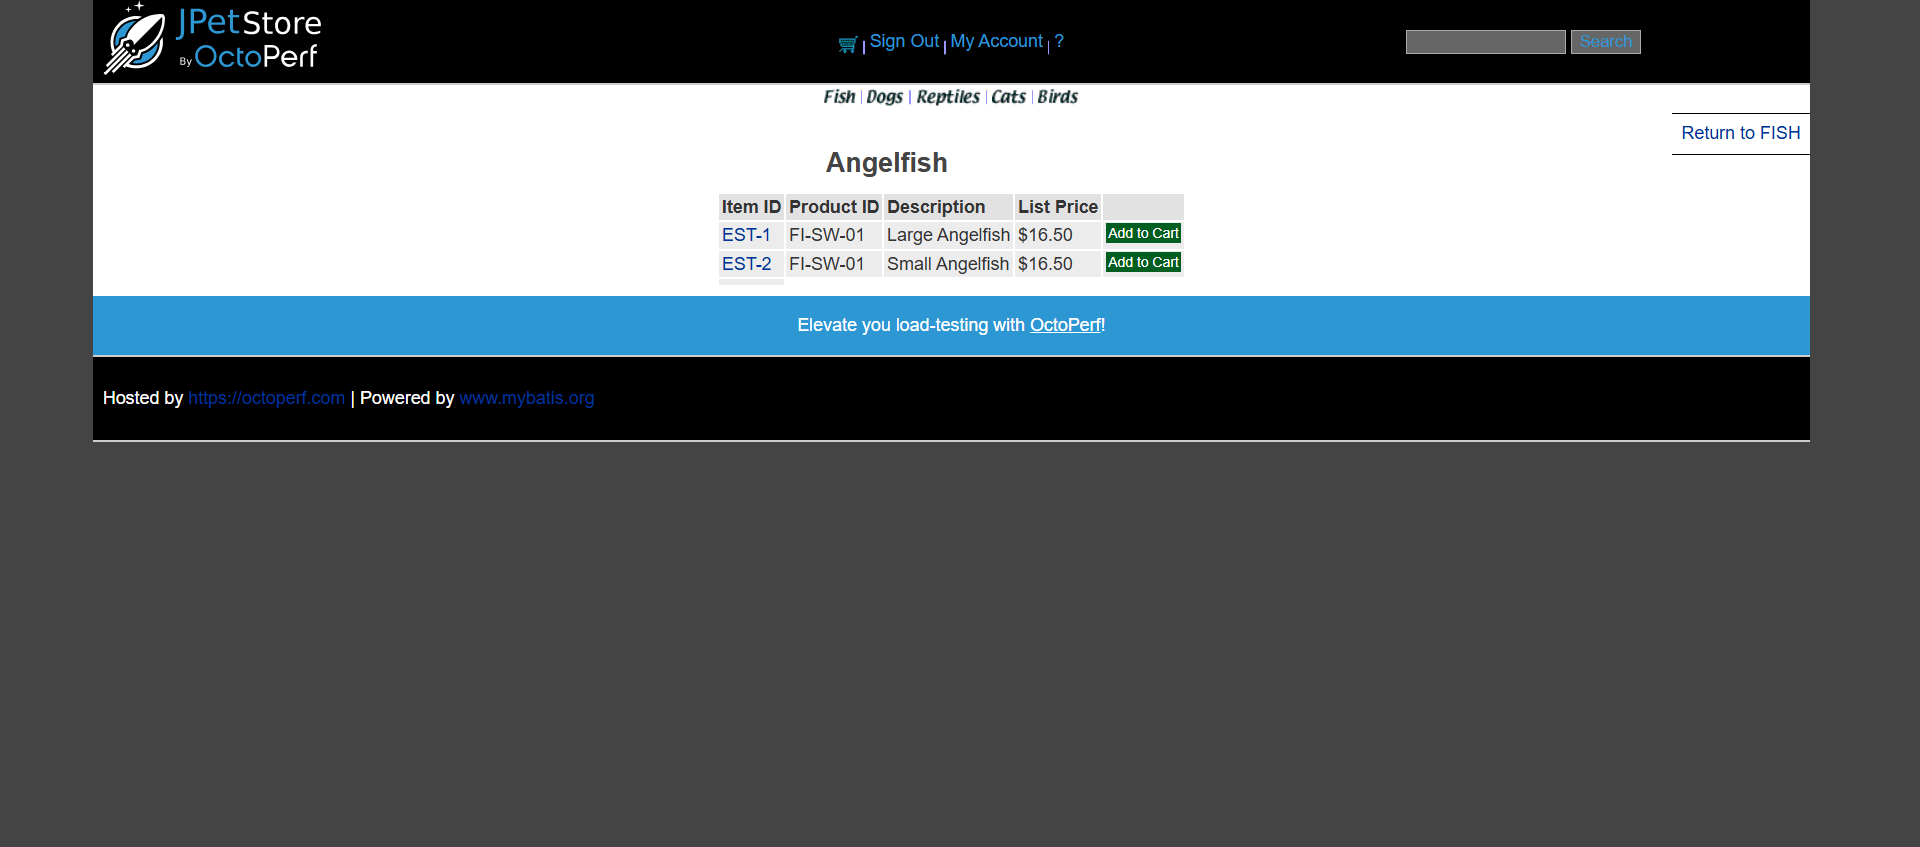 JPetStore
By OctoPerf
Sign Out | My Account | ?
Search
Fish | Dogs | Reptiles | Cats | Birds
Return to FISH
Angelfish
Item ID Product ID Description List Price
EST-1 FI-SW-01 Large Angelfish $16.50 Add to Cart
EST-2 FI-SW-01 Small Angelfish $16.50 Add to Cart
Elevate you load-testing with OctoPerf!
Hosted by https://octoperf.com | Powered by www.mybatis.org